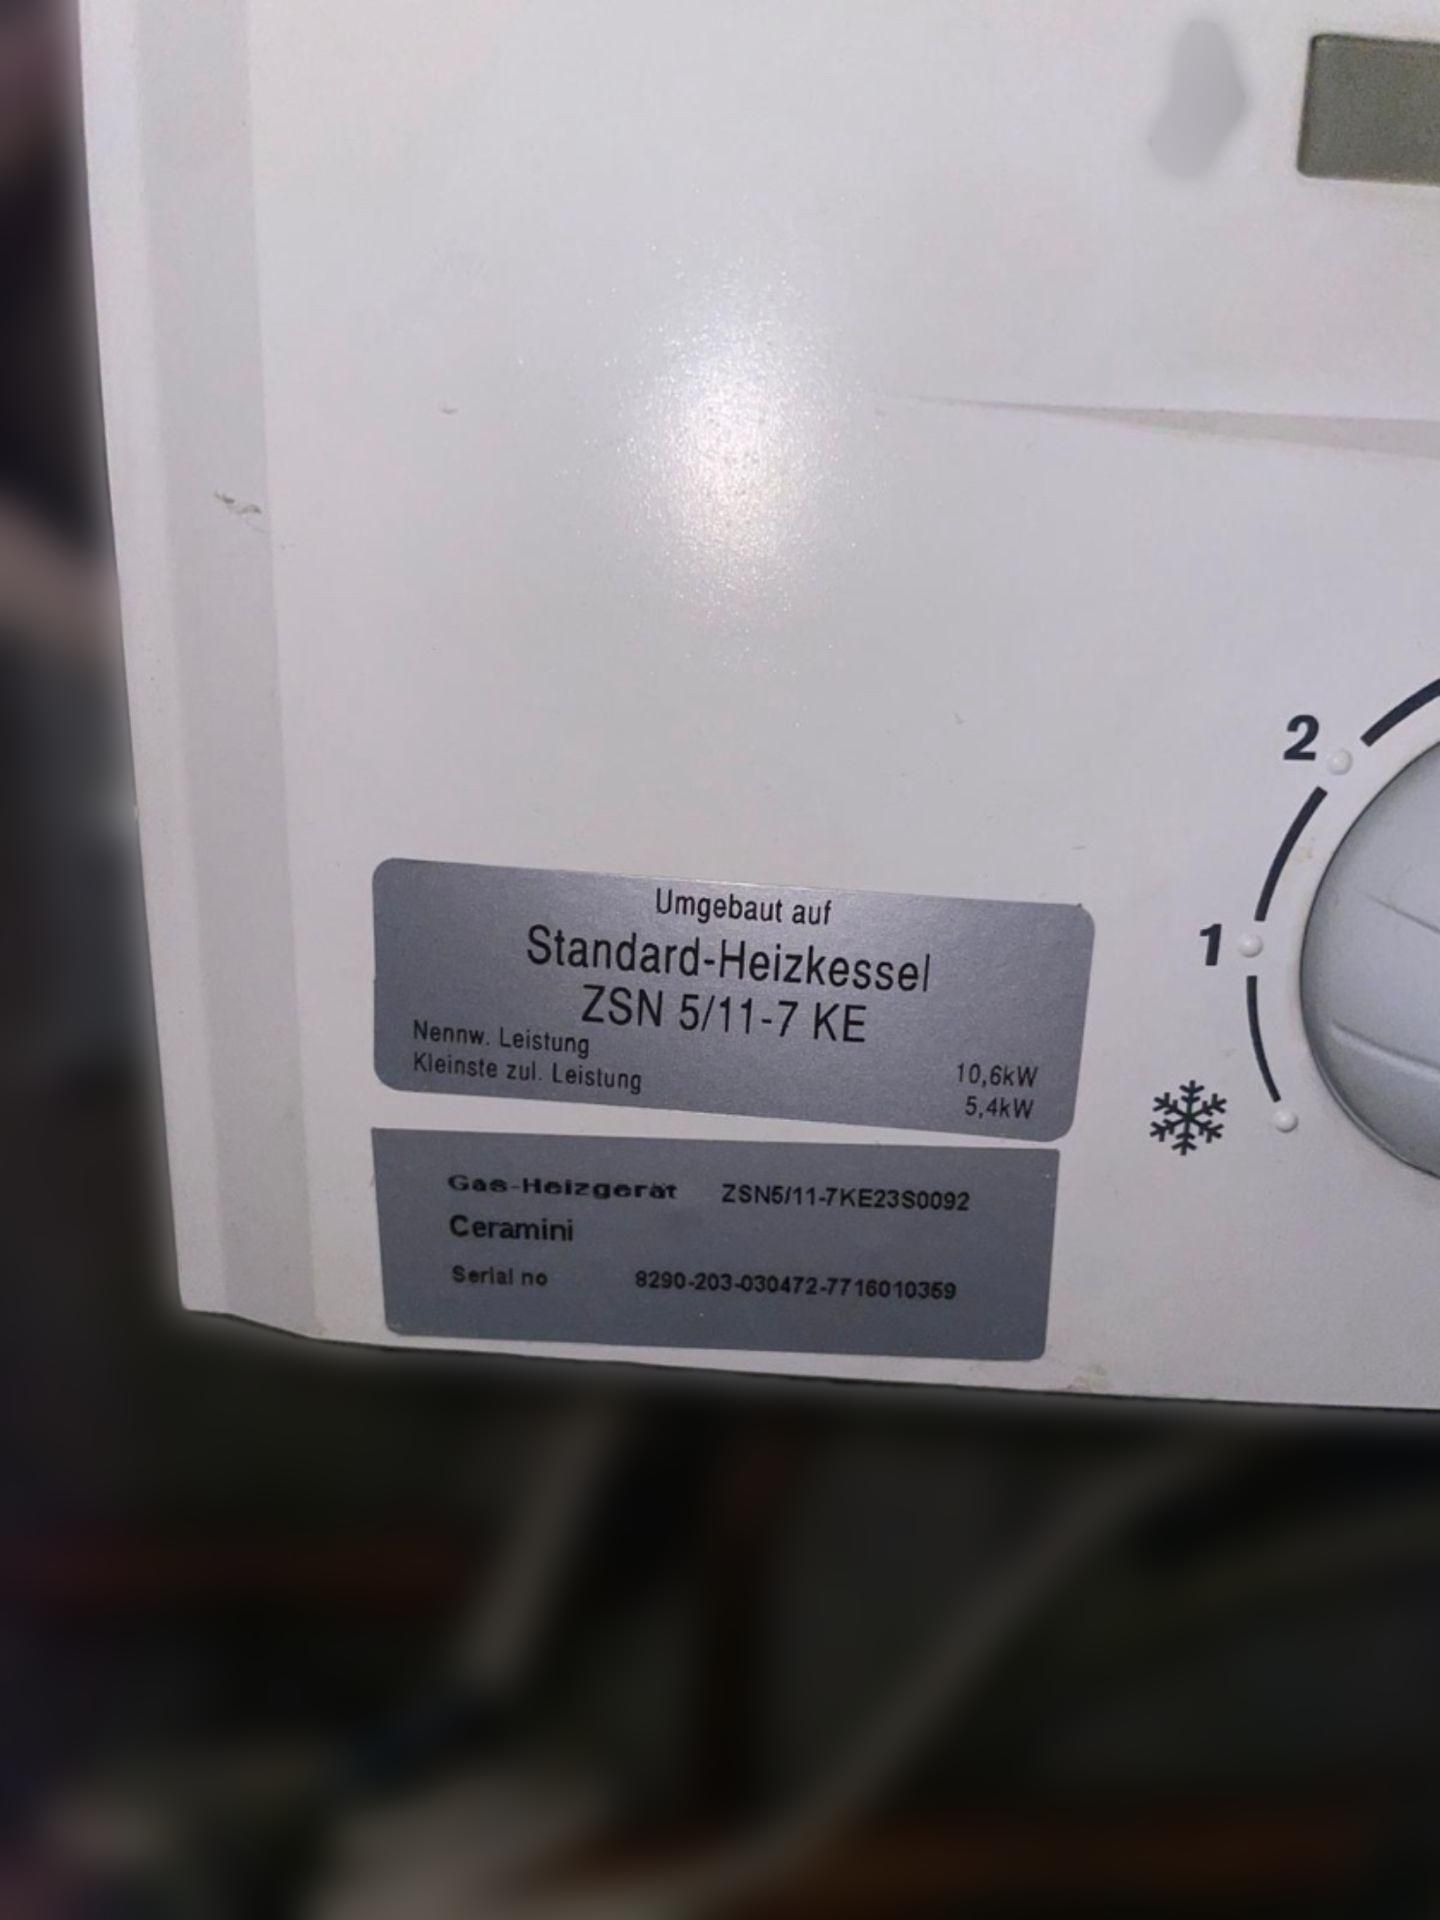 2
1
Umgebaut auf
Standard-Heizkessel
ZSN 5/11-7 KE
Nennw. Leistung 10,6kW
Kleinste zul. Leistung 5,4kW
Gas-Heizgerät ZSN5/11-7KE23S0092
Ceramini
Serial no 8290-203-030472-7716010359